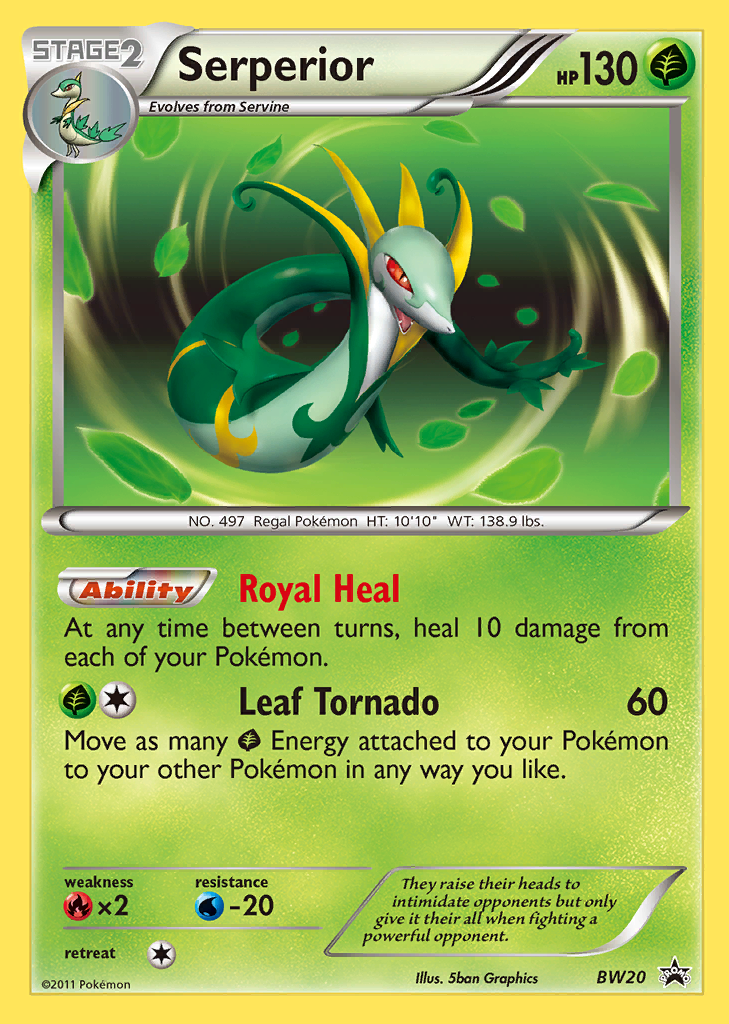 STAGE2
Serperior
HP130
Evolves from Servine
NO. 497 Regal Pokémon HT: 10'10" WT: 138.9 lbs.
Ability Royal Heal
At any time between turns, heal 10 damage from
each of your Pokémon.
Leaf Tornado 60
Move as many Energy attached to your Pokémon
to your other Pokémon in any way you like.
weakness resistance
×2 -20
retreat
They raise their heads to
intimidate opponents but only
give it their all when fighting a
powerful opponent.
©2011 Pokémon Illus. 5ban Graphics BW20 PROMO